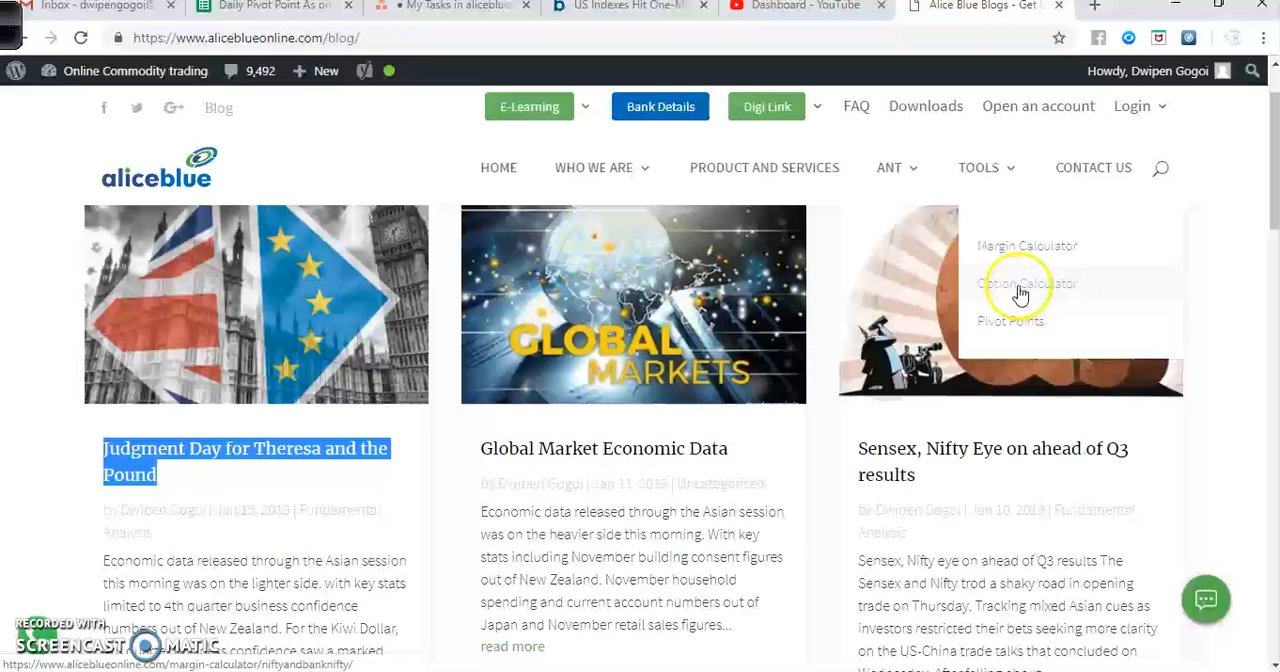 Inbox - dwipengogoi@
Daily Pivot Point As on
• My Tasks in aliceblue
US Indexes Hit One-M
Dashboard - YouTube
Alice Blue Blogs - Get
https://www.aliceblueonline.com/blog/
Online Commodity trading
9,492
New
Howdy, Dwipen Gogoi
Blog
E-Learning
Bank Details
Digi Link
FAQ
Downloads
Open an account
Login
aliceblue
HOME
WHO WE ARE
PRODUCT AND SERVICES
ANT
TOOLS
CONTACT US
Margin Calculator
Option Calculator
Pivot Points
GLOBAL
MARKETS
Judgment Day for Theresa and the
Pound
by Dwipen Gogoi | Jan 15, 2019 | Fundamental
Analysis
Economic data released through the Asian session
this morning was on the lighter side. with key stats
limited to 4th quarter business confidence
numbers out of New Zealand. For the Kiwi Dollar,
business confidence saw a marked
Global Market Economic Data
by Dwipen Gogoi | Jan 11, 2019 | Uncategorized
Economic data released through the Asian session,
was on the heavier side this morning. With key
stats including November building consent figures
out of New Zealand. November household
spending and current account numbers out of
Japan and November retail sales figures...
read more
Sensex, Nifty Eye on ahead of Q3
results
by Dwipen Gogoi | Jan 10, 2019 | Fundamental
Analysis
Sensex, Nifty eye on ahead of Q3 results The
Sensex and Nifty trod a shaky road in opening
trade on Thursday. Tracking mixed Asian cues as
investors restricted their bets seeking more clarity
on the US-China trade talks that concluded on
RECORDED WITH
SCREENCAST MATIC
https://www.aliceblueonline.com/margin-calculator/niftyandbanknifty/